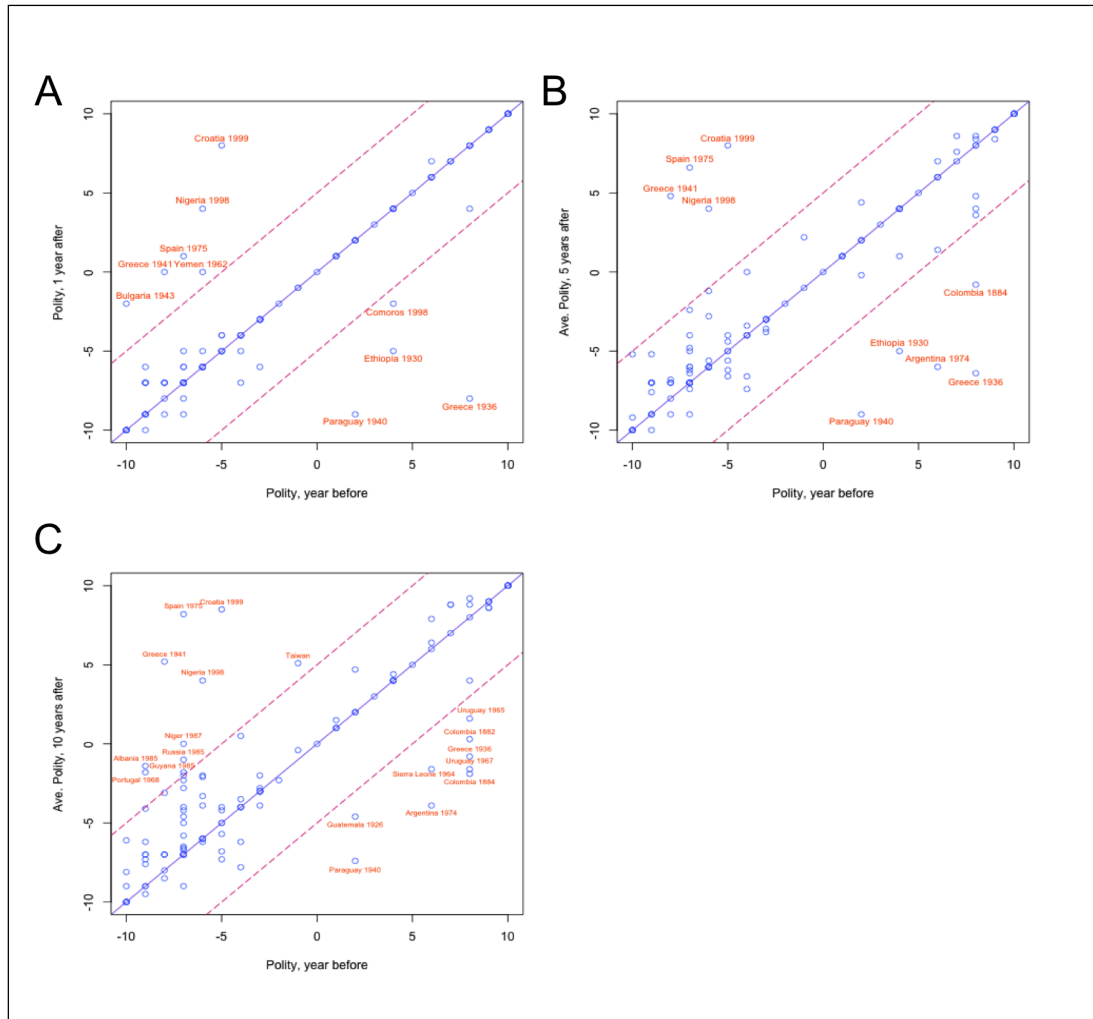 A
Polity, 1 year after
10
5
0
-5
-10
Croatia 1999
Nigeria 1998
Spain 1975
Greece 1941 Yemen 1962
Bulgaria 1943
Comoros 1998
Ethiopia 1930
Greece 1936
Paraguay 1940
-10 -5 0 5 10
Polity, year before
B
Ave. Polity, 5 years after
10
5
0
-5
-10
Croatia 1999
Spain 1975
Greece 1941
Nigeria 1998
Colombia 1884
Ethiopia 1930
Argentina 1974
Greece 1936
Paraguay 1940
-10 -5 0 5 10
Polity, year before
C
Ave. Polity, 10 years after
10
5
0
-5
-10
Spain 1975 Croatia 1999
Greece 1941
Taiwan
Nigeria 1998
Uruguay 1965
Niger 1987
Colombia 1882
Russia 1985
Greece 1936
Albania 1985
Guyana 1985
Uruguay 1967
Sierra Leone 1964
Portugal 1968
Colombia 1884
Argentina 1974
Guatemala 1926
Paraguay 1940
-10 -5 0 5 10
Polity, year before